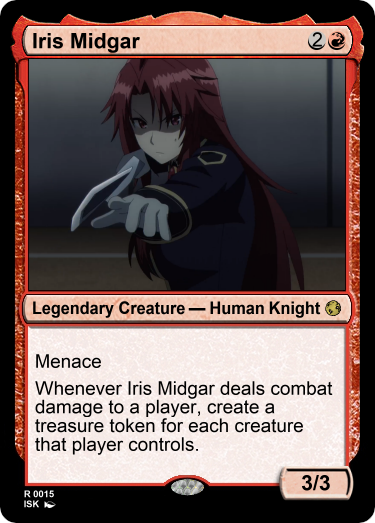 Iris Midgar 2
Legendary Creature — Human Knight
Menace
Whenever Iris Midgar deals combat
damage to a player, create a
treasure token for each creature
that player controls.
3/3
R 0015
ISK